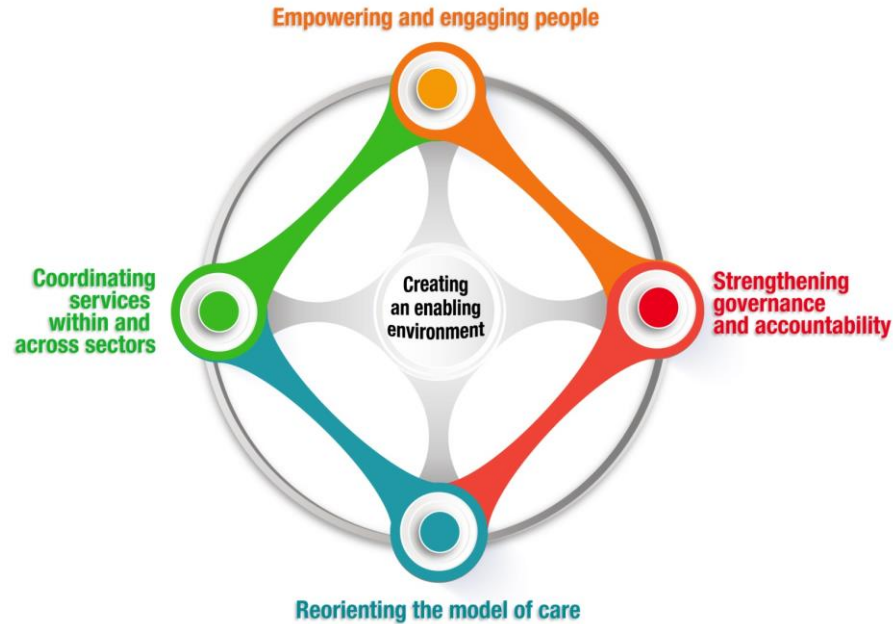 Empowering and engaging people
Coordinating
services
within and
across sectors
Creating
an enabling
environment
Strengthening
governance
and accountability
Reorienting the model of care